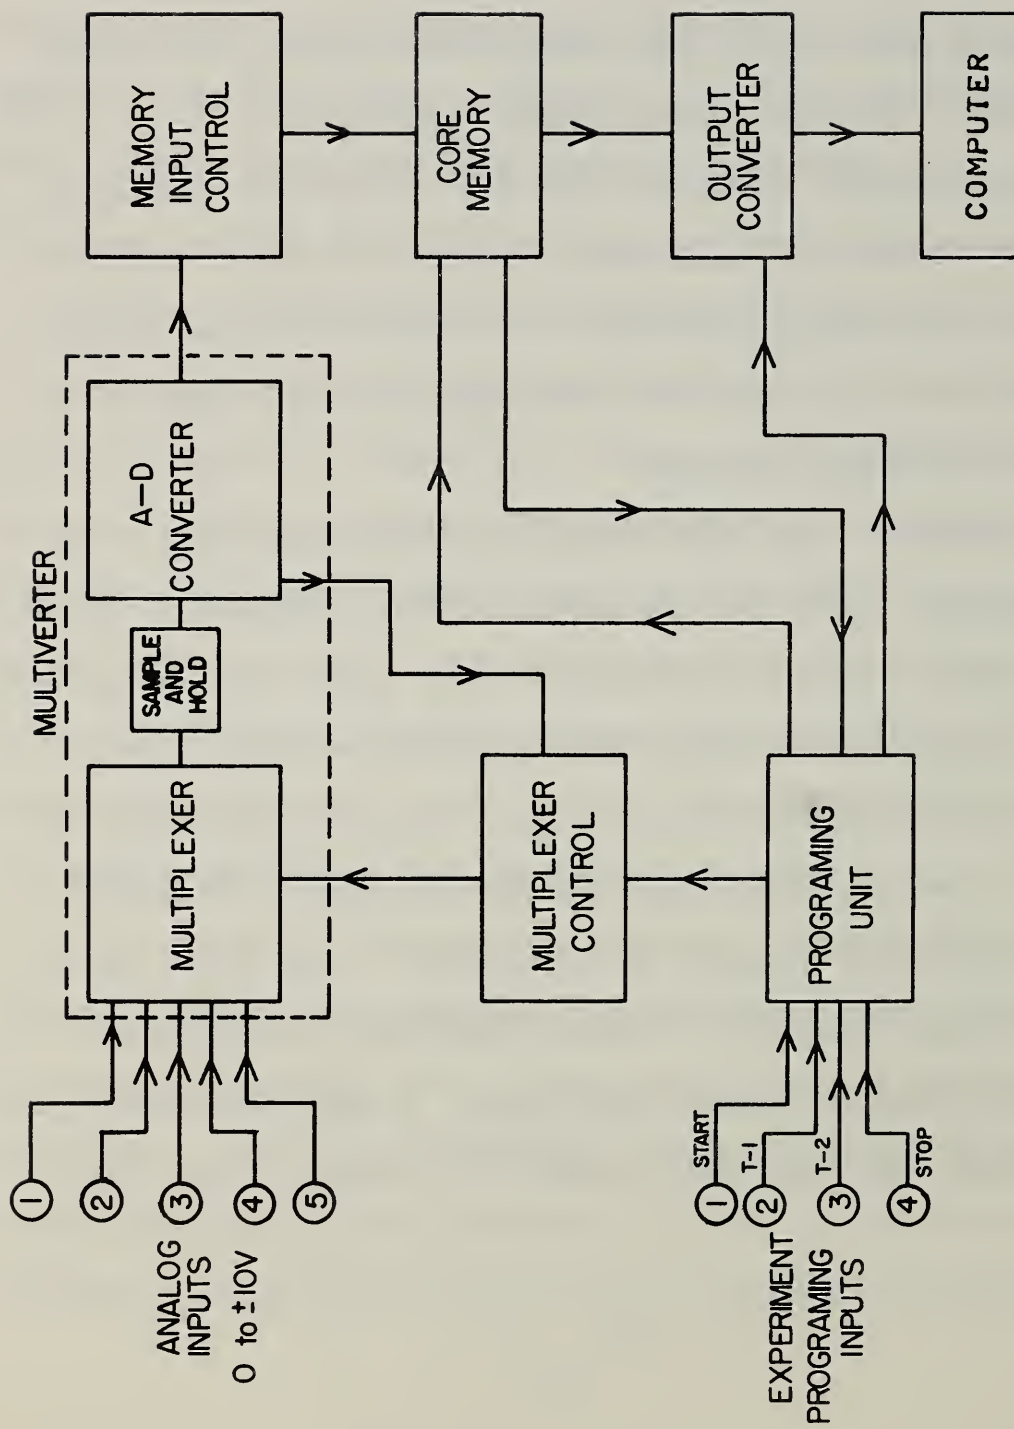 MULTIVERTER
ANALOG
INPUTS
0 to ±10V
1
2
3
4
5
MULTIPLEXER
SAMPLE
AND
HOLD
A-D
CONVERTER
MEMORY
INPUT
CONTROL
MULTIPLEXER
CONTROL
CORE
MEMORY
EXPERIMENT
PROGRAMING
INPUTS
1
START
2
T-1
3
T-2
4
STOP
PROGRAMING
UNIT
OUTPUT
CONVERTER
COMPUTER